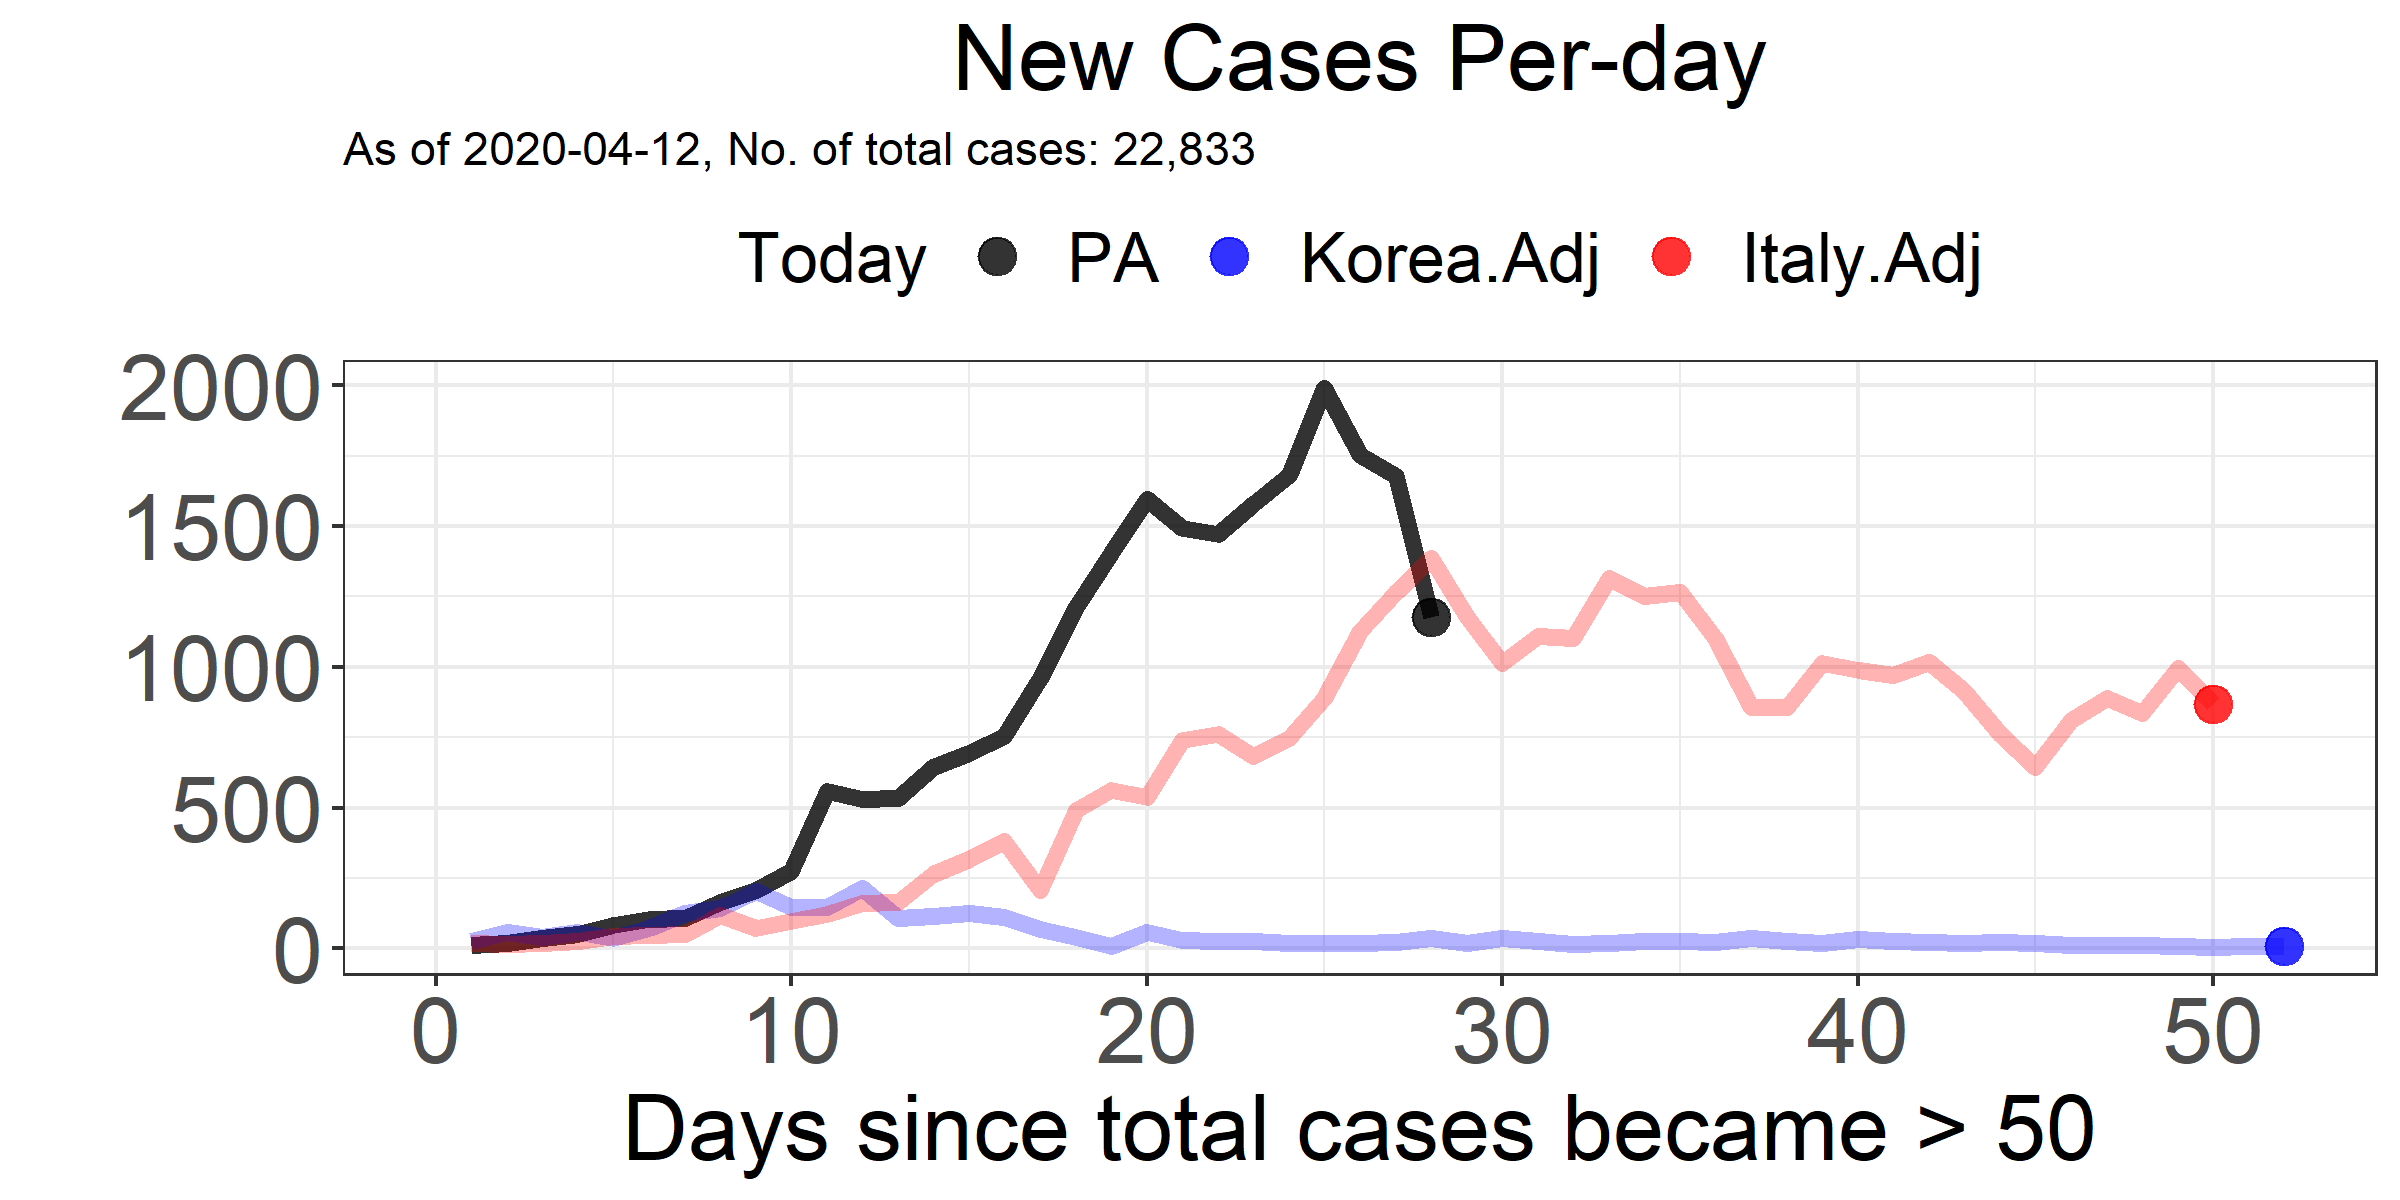 New Cases Per-day
As of 2020-04-12, No. of total cases: 22,833
Today PA Korea.Adj Italy.Adj
2000
1500
1000
500
0
0 10 20 30 40 50
Days since total cases became > 50